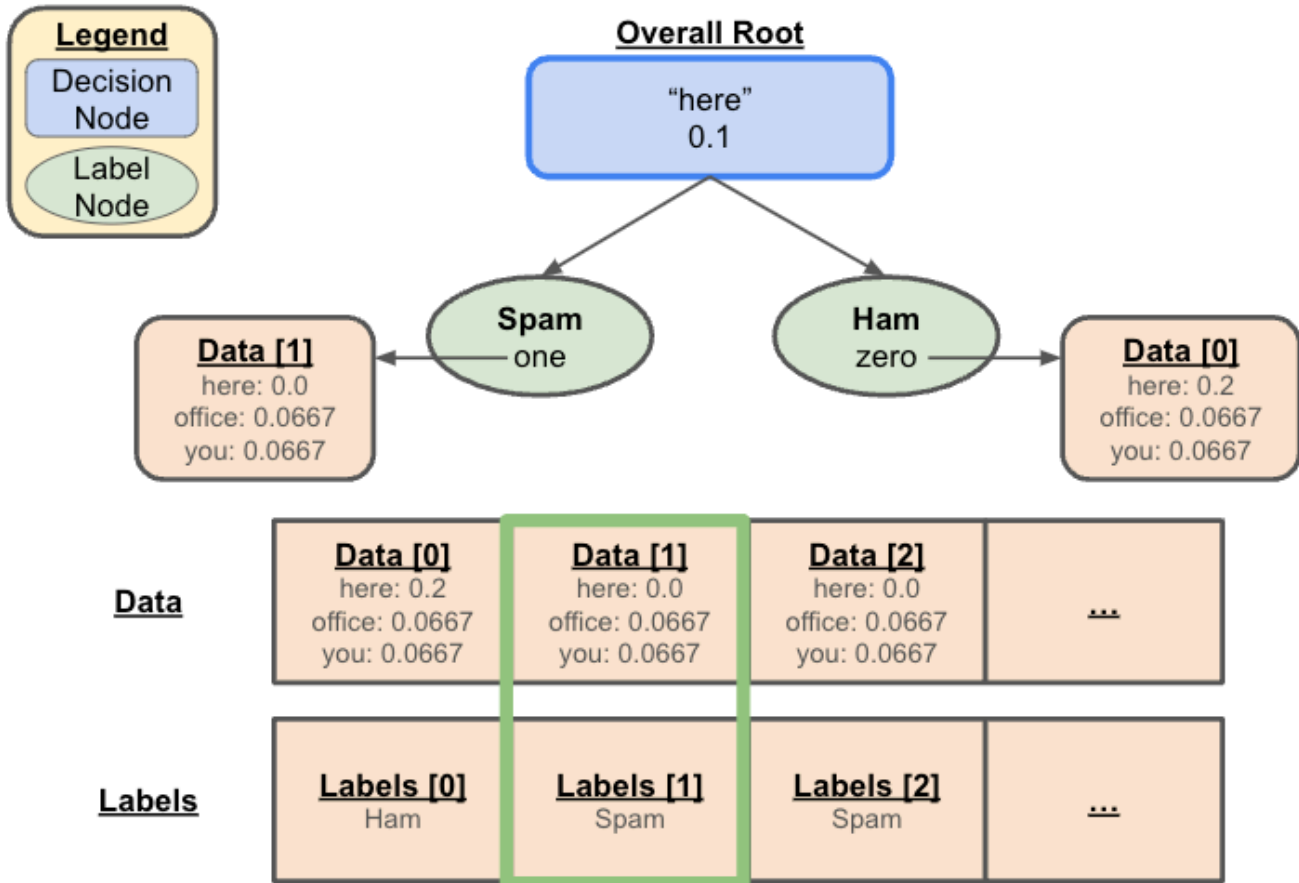 Legend
Decision
Node
Label
Node
Overall Root
“here”
0.1
Spam
one
Ham
zero
Data [1]
here: 0.0
office: 0.0667
you: 0.0667
Data [0]
here: 0.2
office: 0.0667
you: 0.0667
Data
Data [0]
here: 0.2
office: 0.0667
you: 0.0667
Data [1]
here: 0.0
office: 0.0667
you: 0.0667
Data [2]
here: 0.0
office: 0.0667
you: 0.0667
...
Labels
Labels [0]
Ham
Labels [1]
Spam
Labels [2]
Spam
...